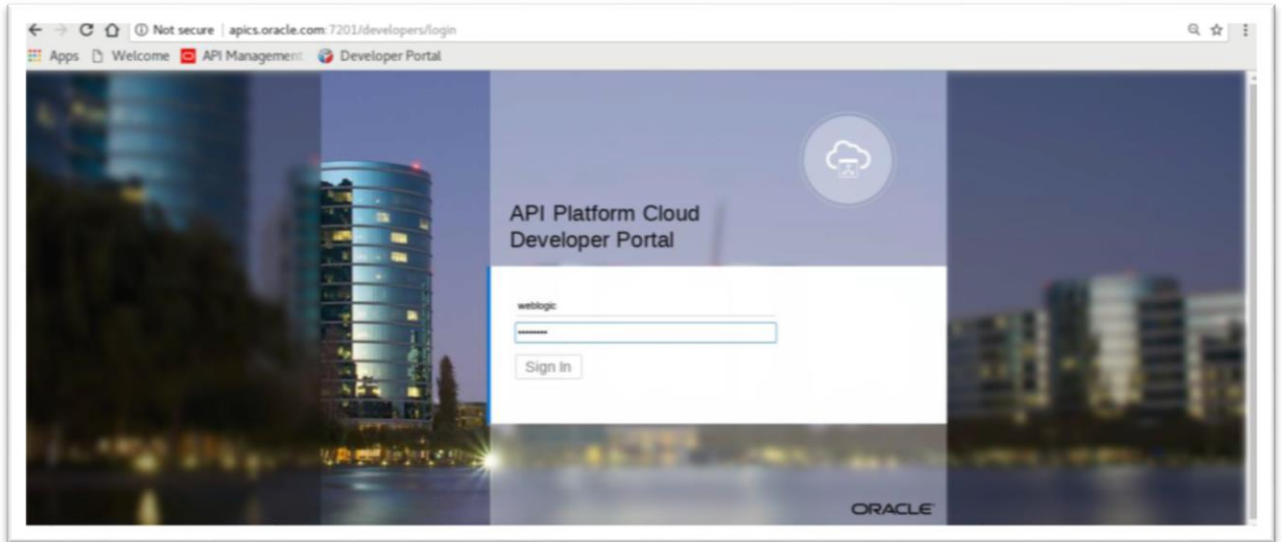 Not secure | apics.oracle.com:7201/developers/login
Apps Welcome API Management Developer Portal
API Platform Cloud
Developer Portal
weblogic
•••••••••
Sign In
ORACLE